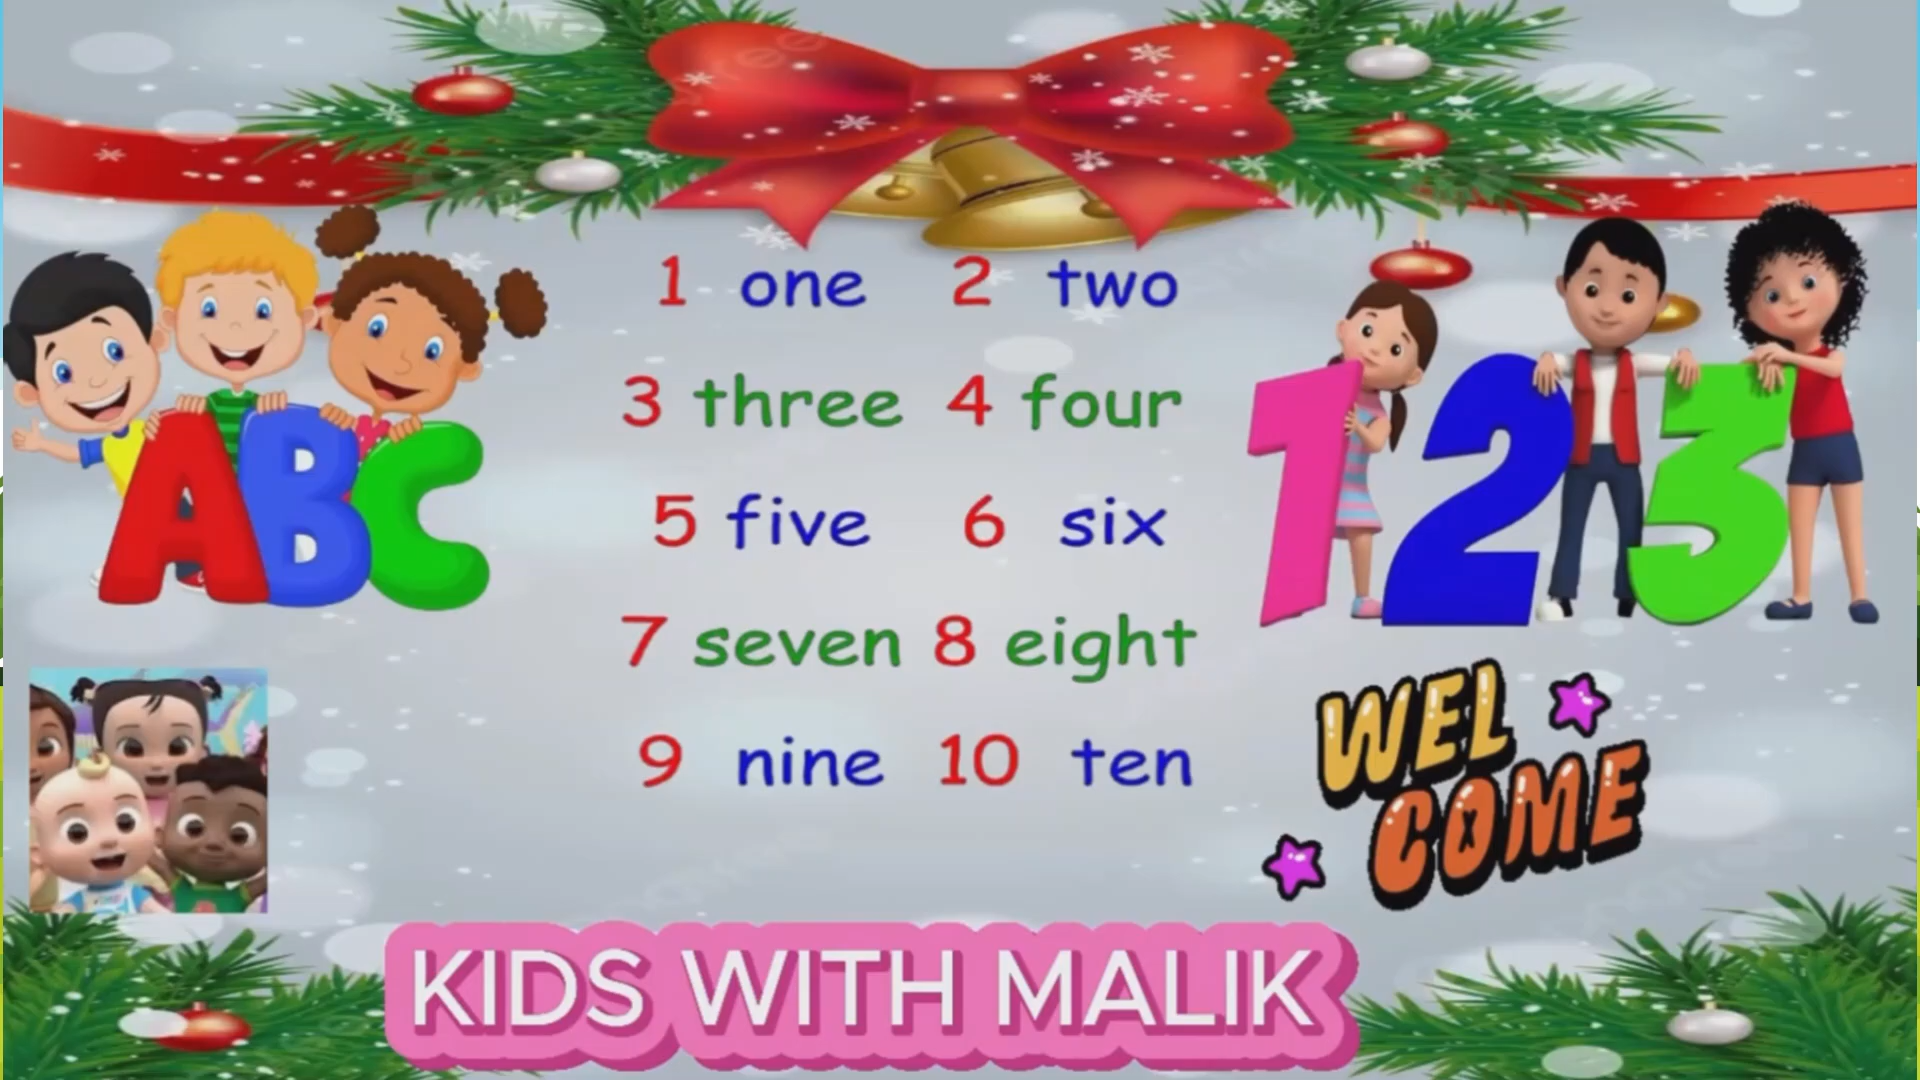 1 one 2 two
3 three 4 four
5 five 6 six
7 seven 8 eight
9 nine 10 ten
ABC
123
WEL
COME
KIDS WITH MALIK